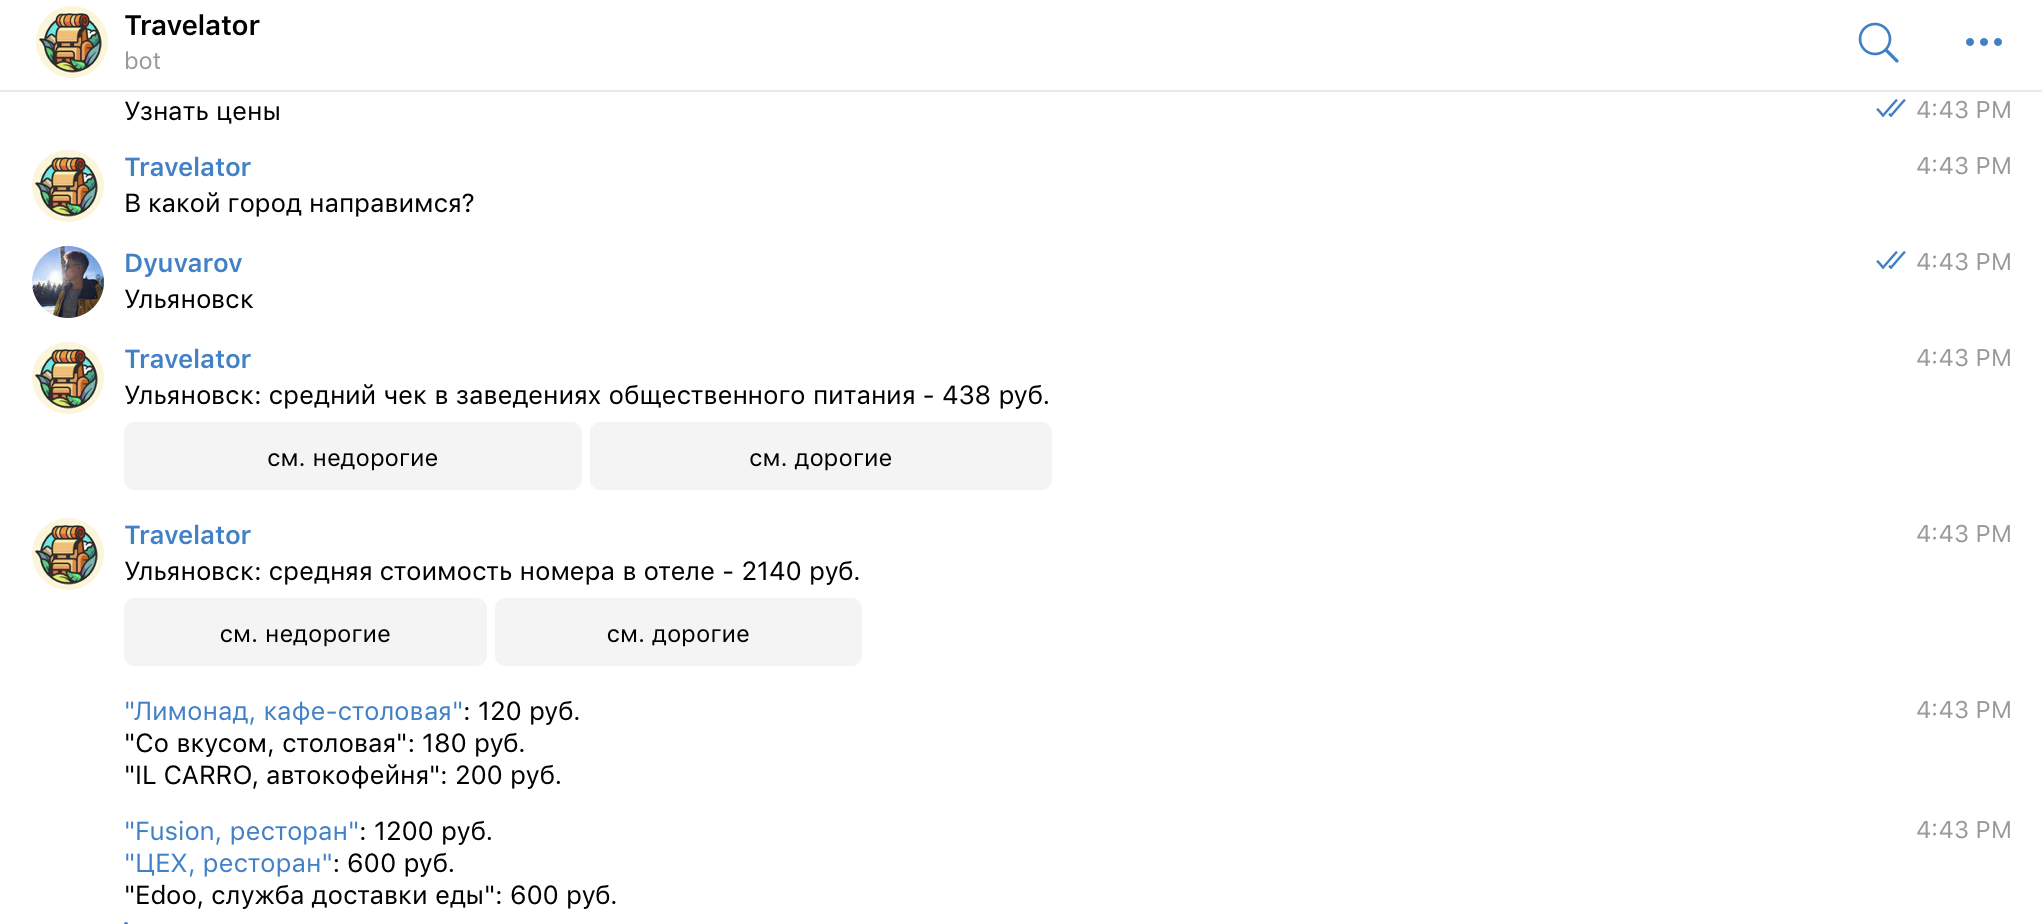 Travelator
bot
Узнать цены
4:43 PM
Travelator
4:43 PM
В какой город направимся?
Dyuvarov
4:43 PM
Ульяновск
Travelator
4:43 PM
Ульяновск: средний чек в заведениях общественного питания - 438 руб.
см. недорогие
см. дорогие
Travelator
4:43 PM
Ульяновск: средняя стоимость номера в отеле - 2140 руб.
см. недорогие
см. дорогие
"Лимонад, кафе-столовая": 120 руб.
4:43 PM
"Со вкусом, столовая": 180 руб.
"IL CARRO, автокофейня": 200 руб.
"Fusion, ресторан": 1200 руб.
4:43 PM
"ЦЕХ, ресторан": 600 руб.
"Edoo, служба доставки еды": 600 руб.